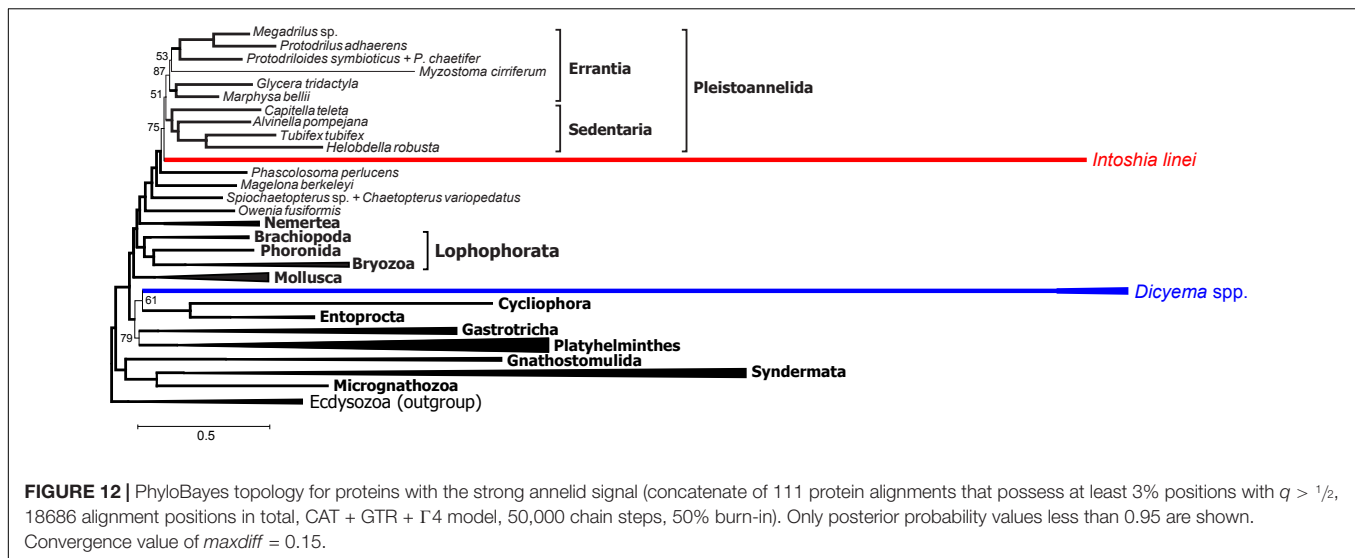 Megadrilus sp.
Protodrilus adhaerens
53
Protodriloides symbioticus + P. chaetifer
87
Myzostoma cirriferum
Errantia
Glycera tridactyla
Pleistoannelida
51
Marphysa bellii
Capitella teleta
75
Alvinella pompejana
Sedentaria
Tubifex tubifex
Helobdella robusta
Intoshia linei
Phascolosoma perlucens
Magelona berkeleyi
Spiochaetopterus sp. + Chaetopterus variopedatus
Owenia fusiformis
Nemertea
Brachiopoda
Phoronida
Lophophorata
Bryozoa
Mollusca
Dicyema spp.
61
Cycliophora
Entoprocta
79
Gastrotricha
Platyhelminthes
Gnathostomulida
Syndermata
Micrognathozoa
Ecdysozoa (outgroup)
0.5
FIGURE 12 | PhyloBayes topology for proteins with the strong annelid signal (concatenate of 111 protein alignments that possess at least 3% positions with q > 1/2,
18686 alignment positions in total, CAT + GTR + Γ4 model, 50,000 chain steps, 50% burn-in). Only posterior probability values less than 0.95 are shown.
Convergence value of maxdiff = 0.15.